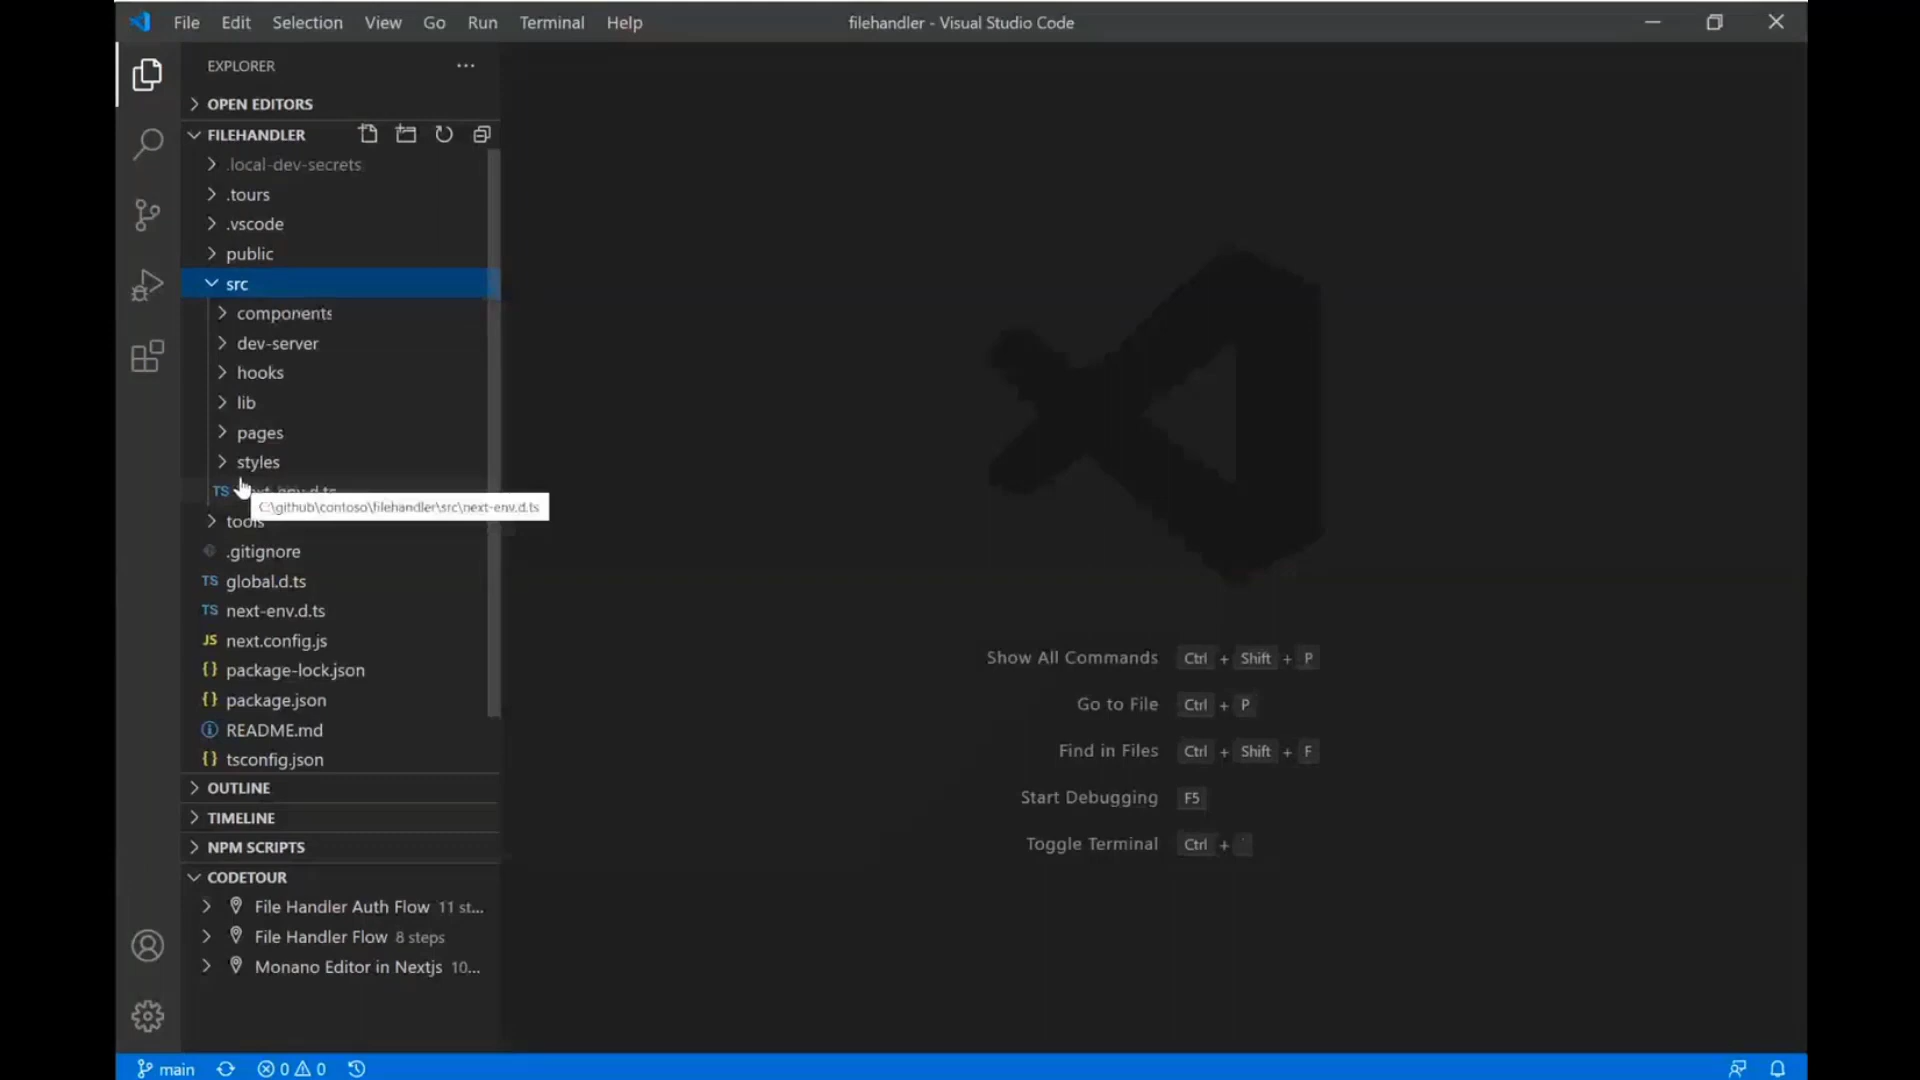 File Edit Selection View Go Run Terminal Help
filehandler - Visual Studio Code
EXPLORER
OPEN EDITORS
FILEHANDLER
.local-dev-secrets
.tours
.vscode
public
src
components
dev-server
hooks
lib
pages
styles
TS next-env.d.ts
C:\github\contoso\filehandler\src\next-env.d.ts
tools
.gitignore
TS global.d.ts
TS next-env.d.ts
JS next.config.js
{} package-lock.json
{} package.json
README.md
{} tsconfig.json
OUTLINE
TIMELINE
NPM SCRIPTS
CODETOUR
File Handler Auth Flow 11 st...
File Handler Flow 8 steps
Monano Editor in Nextjs 10...
Show All Commands Ctrl + Shift + P
Go to File Ctrl + P
Find in Files Ctrl + Shift + F
Start Debugging F5
Toggle Terminal Ctrl + `
main 0 0